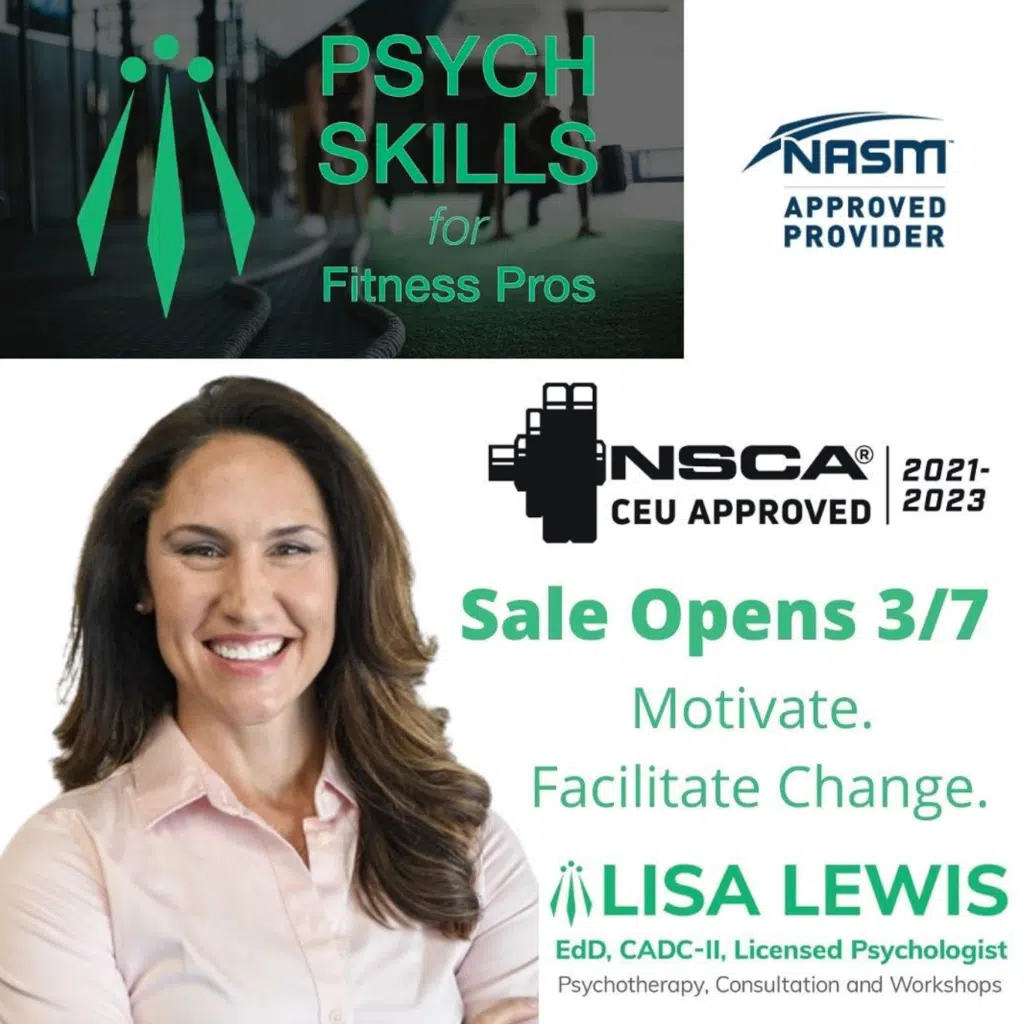 PSYCH
SKILLS
for
Fitness Pros
NASM™
APPROVED
PROVIDER
NSCA®
CEU APPROVED
2021-
2023
Sale Opens 3/7
Motivate.
Facilitate Change.
LISA LEWIS
EdD, CADC-II, Licensed Psychologist
Psychotherapy, Consultation and Workshops